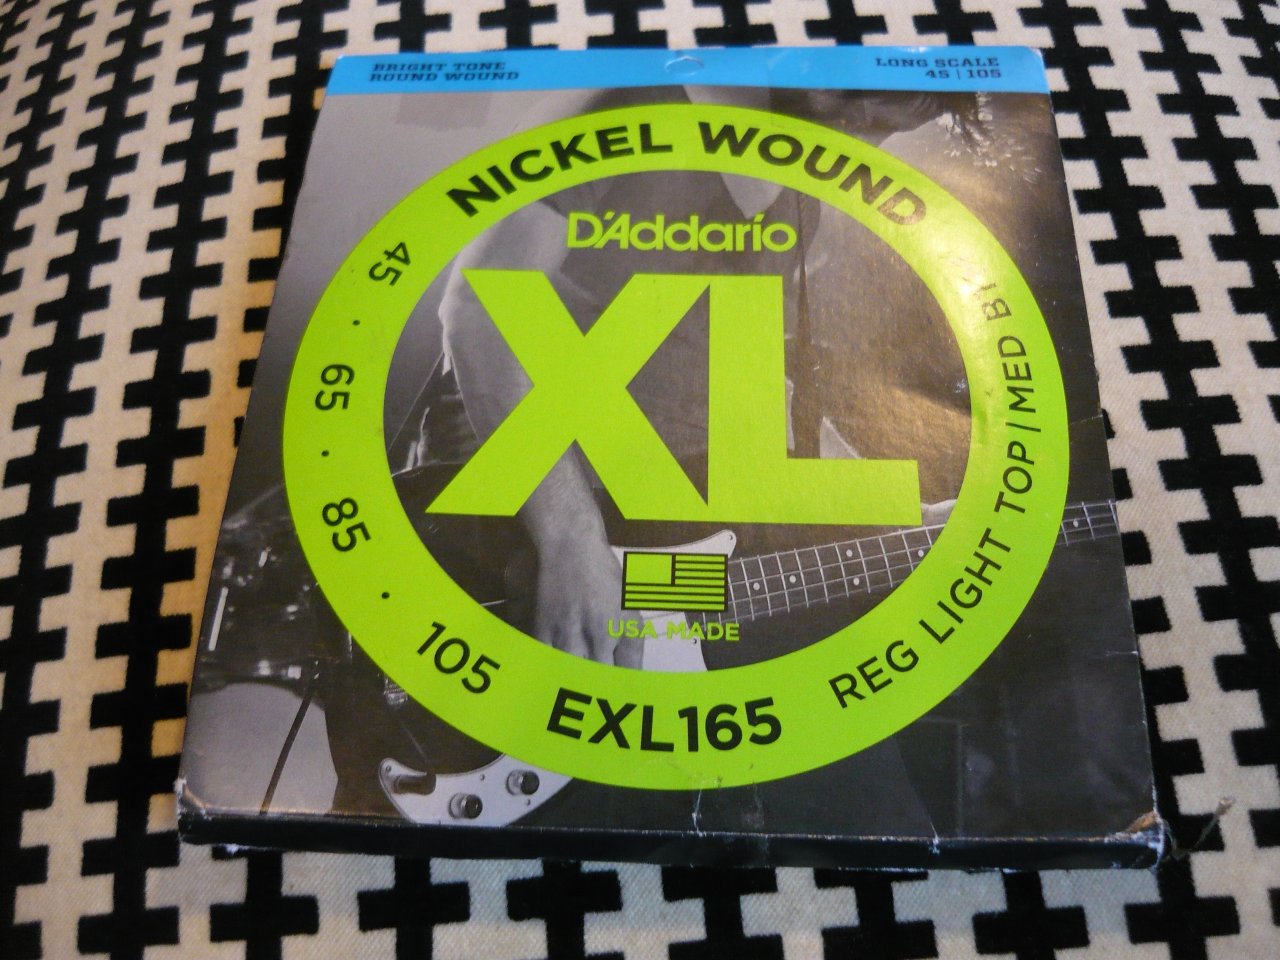 BRIGHT TONE
ROUND WOUND
LONG SCALE
45 | 105
NICKEL WOUND
D'Addario
XL
USA MADE
45 · 65 · 85 · 105
EXL165
REG LIGHT TOP | MED